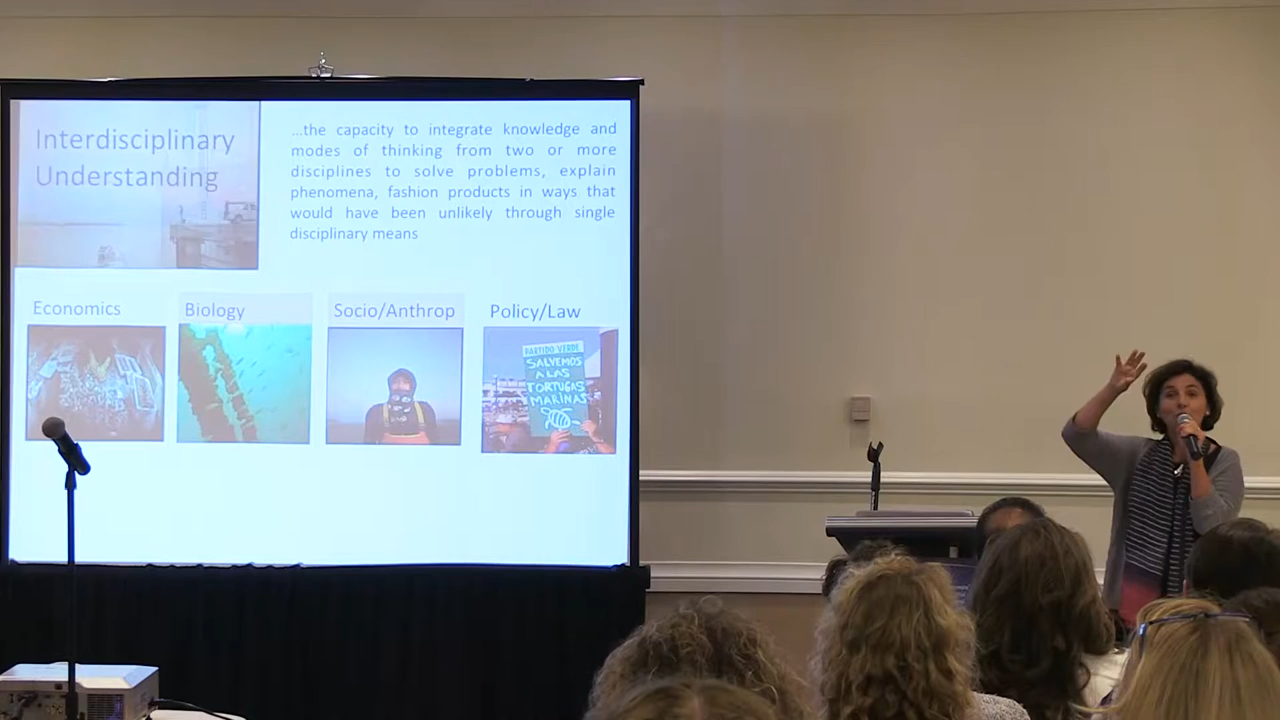 Interdisciplinary
Understanding
...the capacity to integrate knowledge and
modes of thinking from two or more
disciplines to solve problems, explain
phenomena, fashion products in ways that
would have been unlikely through single
disciplinary means
Economics
Biology
Socio/Anthrop
Policy/Law
PARTIDO VERDE
SALVEMOS
A LAS
TORTUGAS
MARINAS